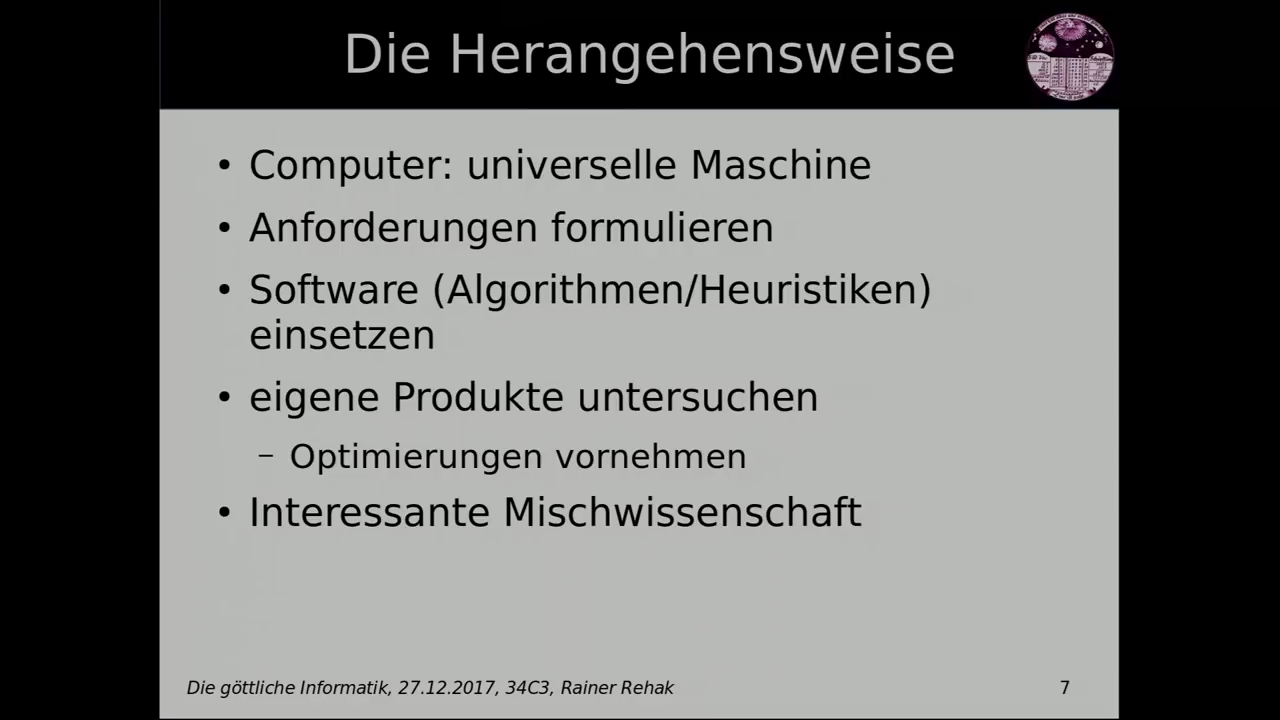 Die Herangehensweise
• Computer: universelle Maschine
• Anforderungen formulieren
• Software (Algorithmen/Heuristiken)
einsetzen
• eigene Produkte untersuchen
– Optimierungen vornehmen
• Interessante Mischwissenschaft
Die göttliche Informatik, 27.12.2017, 34C3, Rainer Rehak
7